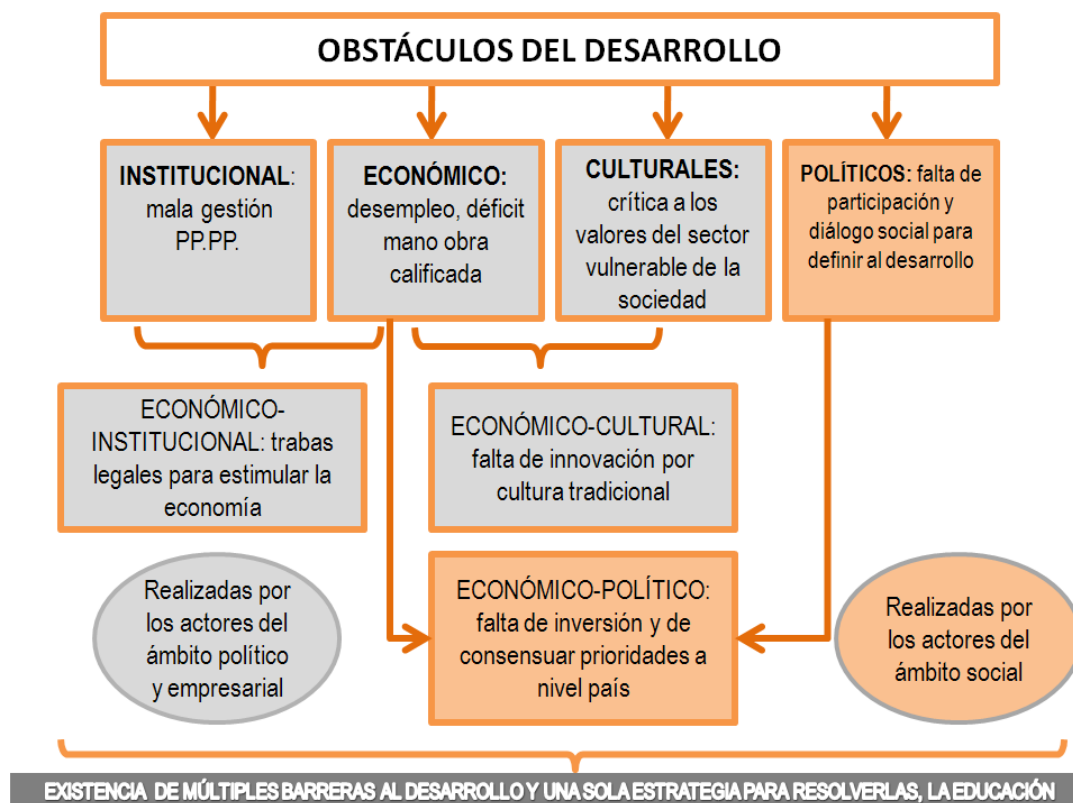 OBSTÁCULOS DEL DESARROLLO
INSTITUCIONAL:
mala gestión
PP.PP.
ECONÓMICO:
desempleo, déficit
mano obra
calificada
CULTURALES:
crítica a los
valores del sector
vulnerable de la
sociedad
POLÍTICOS: falta de
participación y
diálogo social para
definir al desarrollo
ECONÓMICO-
INSTITUCIONAL: trabas
legales para estimular la
economía
ECONÓMICO-CULTURAL:
falta de innovación por
cultura tradicional
Realizadas por
los actores del
ámbito político
y empresarial
ECONÓMICO-POLÍTICO:
falta de inversión y de
consensuar prioridades a
nivel país
Realizadas por
los actores del
ámbito social
EXISTENCIA DE MÚLTIPLES BARRERAS AL DESARROLLO Y UNA SOLA ESTRATEGIA PARA RESOLVERLAS, LA EDUCACIÓN